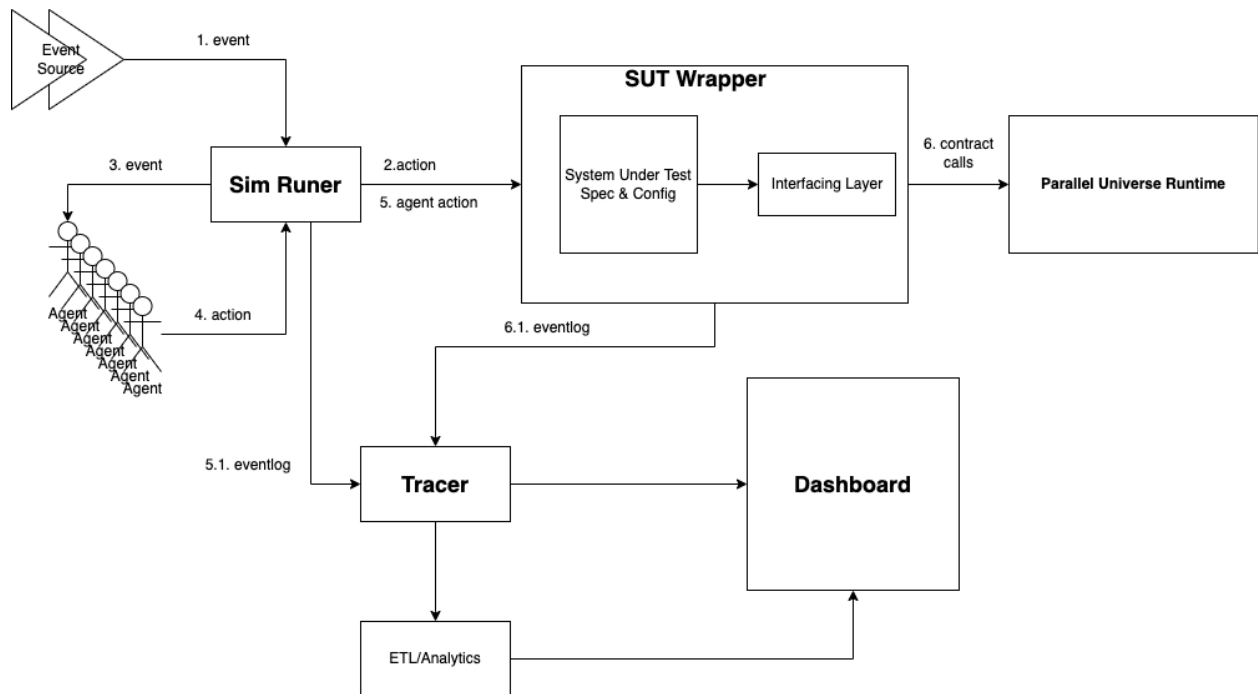 Event
Source
1. event
SUT Wrapper
3. event
Sim Runer
2.action
5. agent action
System Under Test
Spec & Config
Interfacing Layer
6. contract
calls
Parallel Universe Runtime
Agent
Agent
Agent
Agent
Agent
Agent
Agent
4. action
6.1. eventlog
5.1. eventlog
Tracer
Dashboard
ETL/Analytics